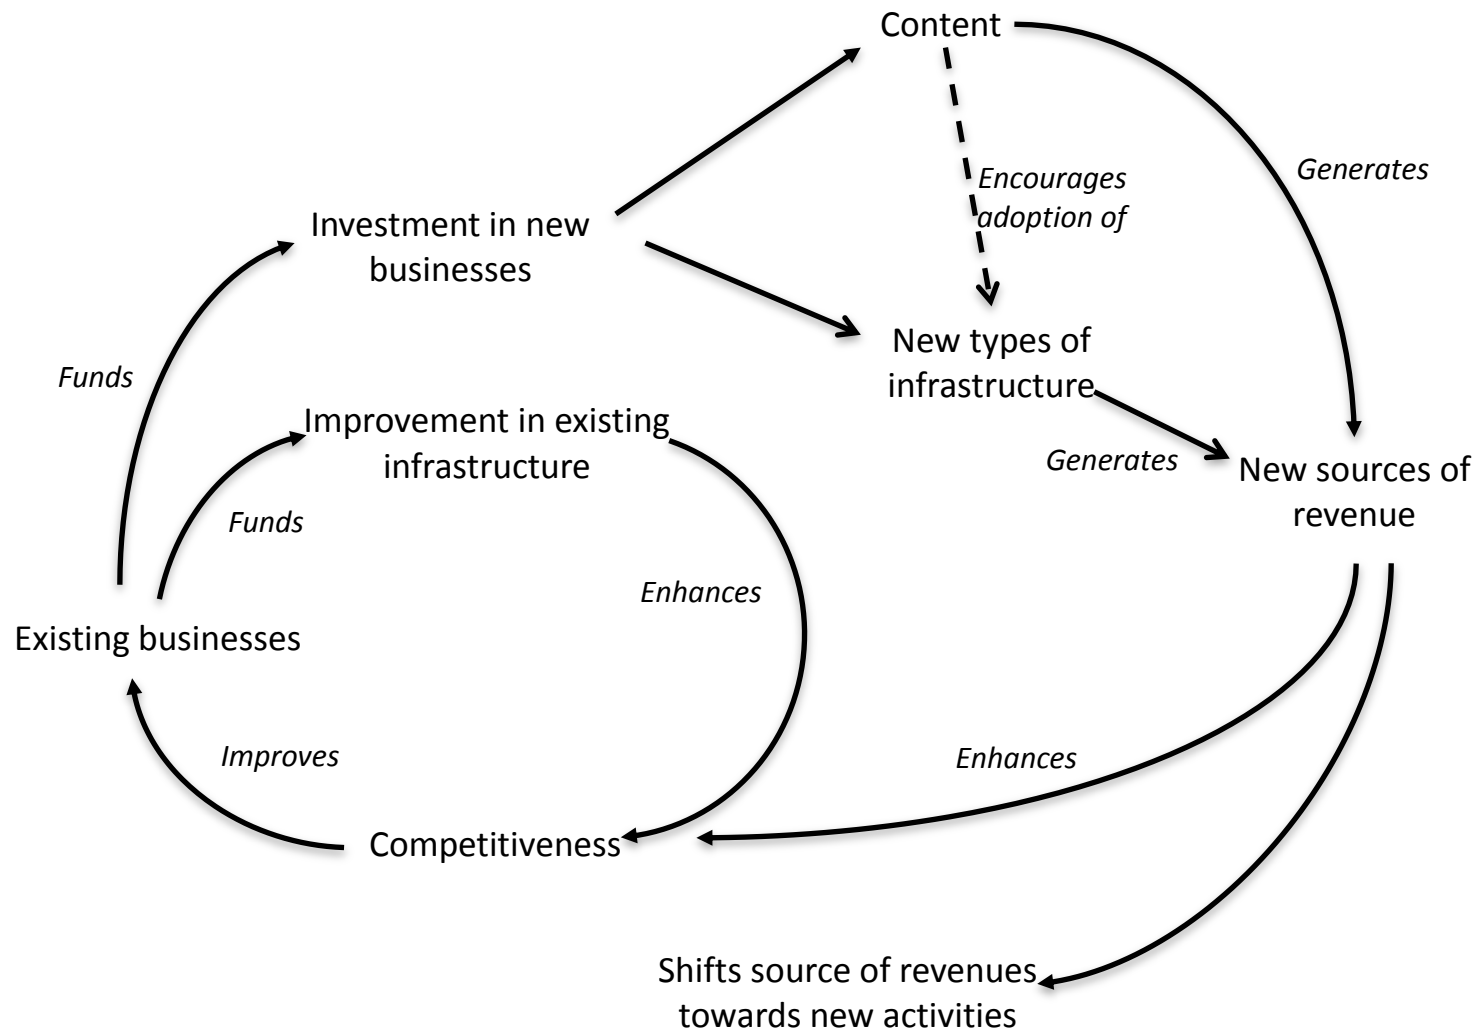 Content
Generates
Encourages
adoption of
Investment in new
businesses
New types of
infrastructure
Funds
Improvement in existing
infrastructure
Generates
New sources of
revenue
Funds
Enhances
Existing businesses
Improves
Enhances
Competitiveness
Shifts source of revenues
towards new activities